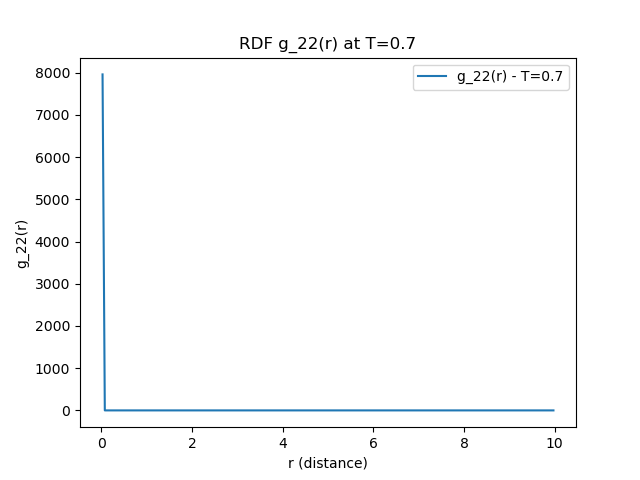 RDF g_22(r) at T=0.7
g_22(r) - T=0.7
8000
7000
6000
5000
4000
3000
2000
1000
0
g_22(r)
0 2 4 6 8 10
r (distance)